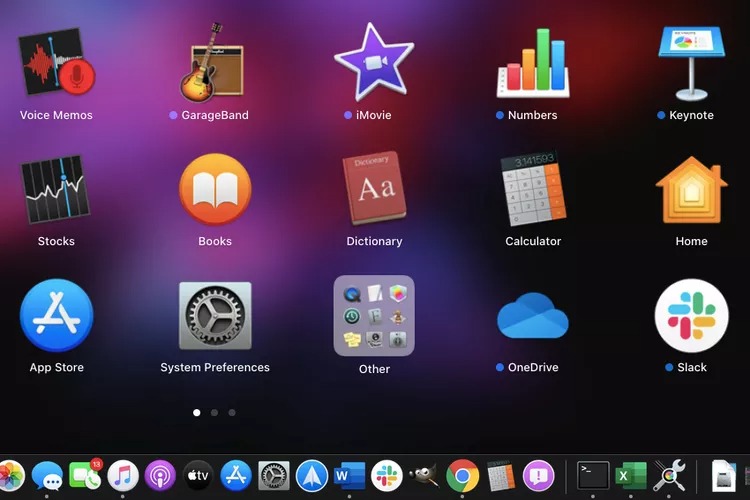 Voice Memos
GarageBand
iMovie
Numbers
Keynote
Stocks
Dictionary
Aa
3.141593
Books
Dictionary
Calculator
Home
App Store
System Preferences
Other
OneDrive
Slack
13
tv
W
>_
X